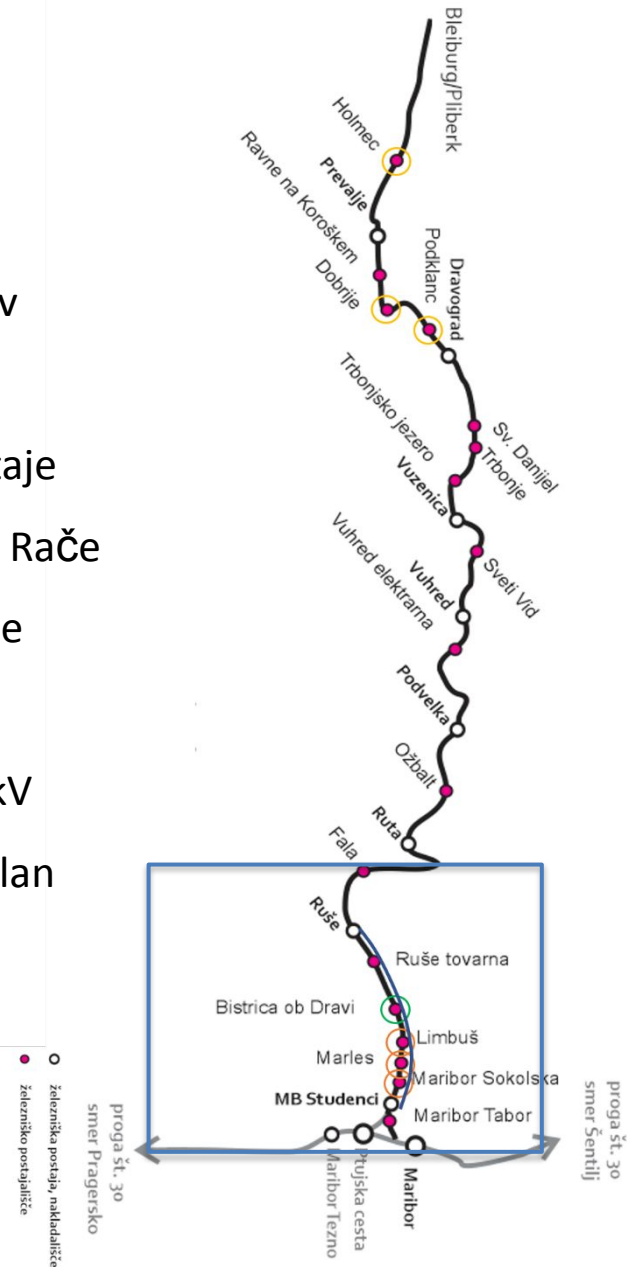 v
taje
Rače
e
kV
lan
Bleiburg/Pliberk
Holmec
Prevalje
Ravne na Koroškem
Dobrije
Podklanc
Dravograd
Sv. Danijel
Trbonje
Trbonjsko jezero
Vuzenica
Sveti Vid
Vuhred
Vuhred elektrarna
Podvelka
Ožbalt
Ruta
Fala
Ruše
Ruše tovarna
Bistrica ob Dravi
Limbuš
Marles
Maribor Sokolska
MB Studenci
Maribor Tabor
Maribor
Ptujska cesta
Maribor Tezno
proga št. 30
smer Šentilj
proga št. 30
smer Pragersko
železniška postaja, nakladališče
železniško postajališče